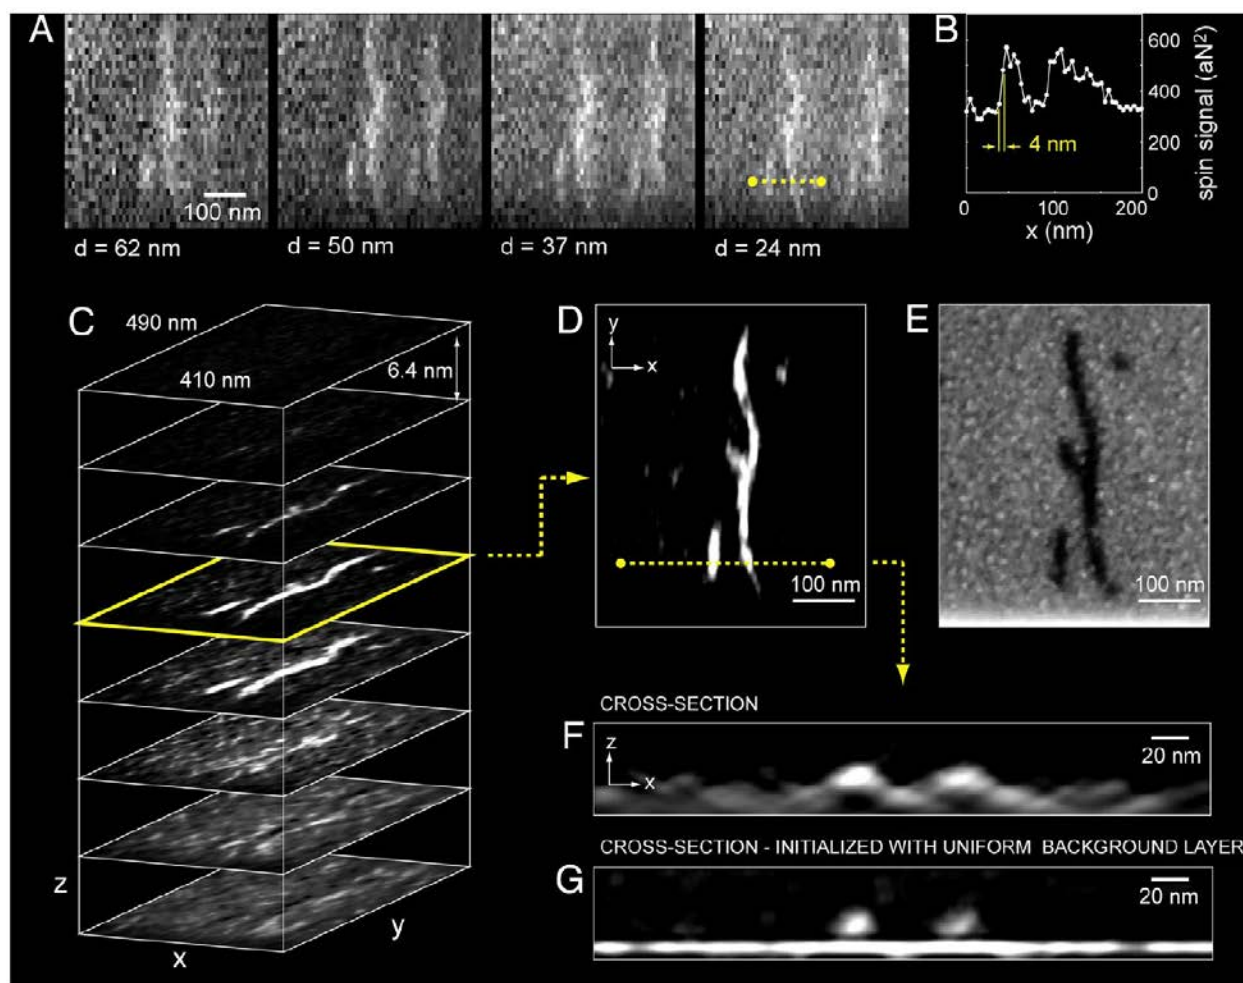 A
100 nm
d = 62 nm
d = 50 nm
d = 37 nm
d = 24 nm
B
600
400
200
0
spin signal (aN²)
4 nm
0
100
200
x (nm)
C
490 nm
410 nm
6.4 nm
z
x
y
D
y
x
100 nm
E
100 nm
CROSS-SECTION
F
z
x
20 nm
CROSS-SECTION - INITIALIZED WITH UNIFORM BACKGROUND LAYER
G
20 nm